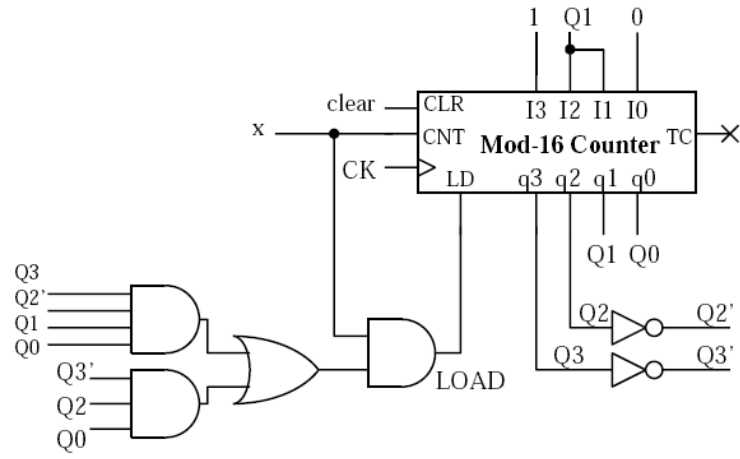 1 Q1 0
clear CLR I3 I2 I1 I0
x CNT Mod-16 Counter TC
CK LD q3 q2 q1 q0
Q1 Q0
Q3
Q2'
Q1
Q0
Q2 Q2'
Q3 Q3'
LOAD
Q3'
Q2
Q0